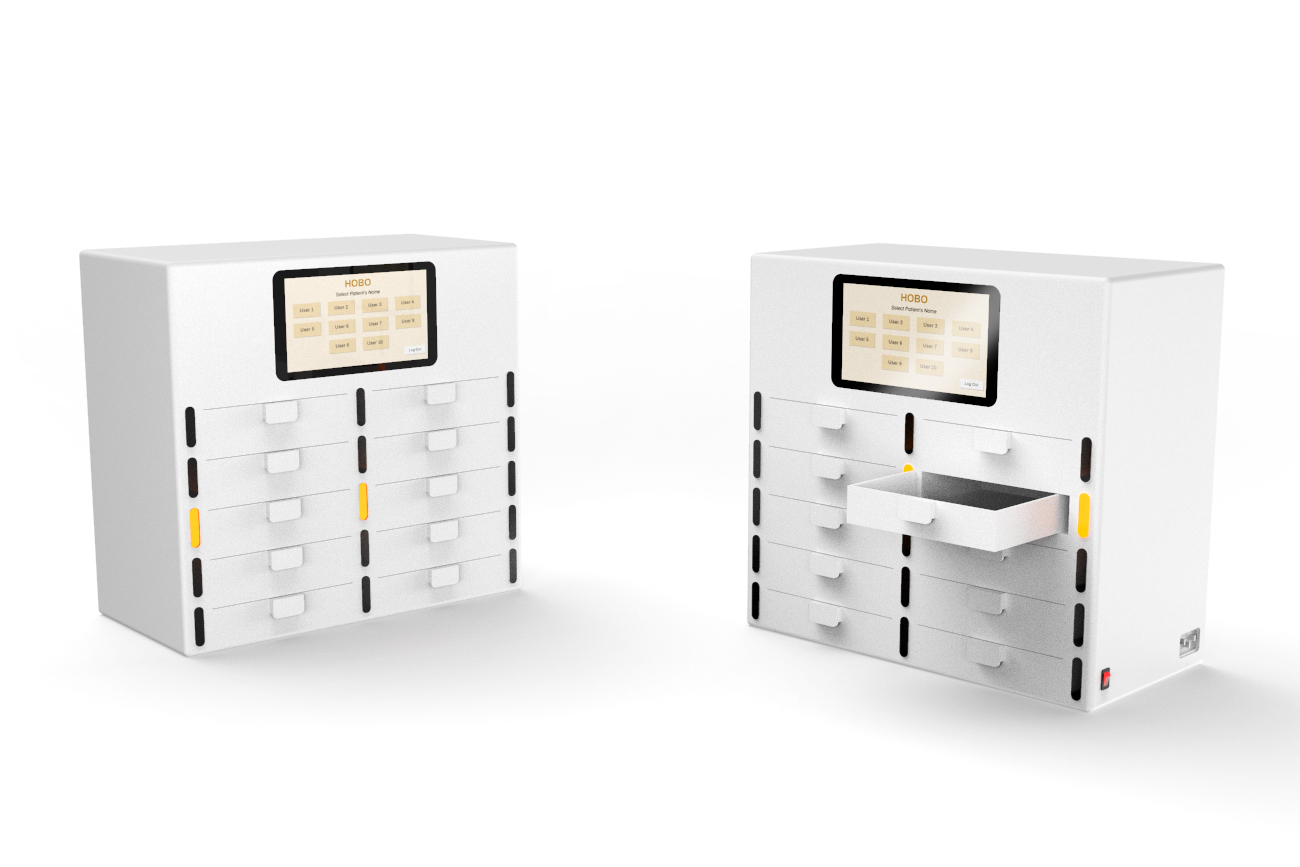 HOBO
Select Patient's Name
User 1 User 2 User 3 User 4
User 5 User 6 User 7 User 8
User 9 User 10
Log Out
HOBO
Select Patient's Name
User 1 User 2 User 3 User 4
User 5 User 6 User 7 User 8
User 9 User 10
Log Out